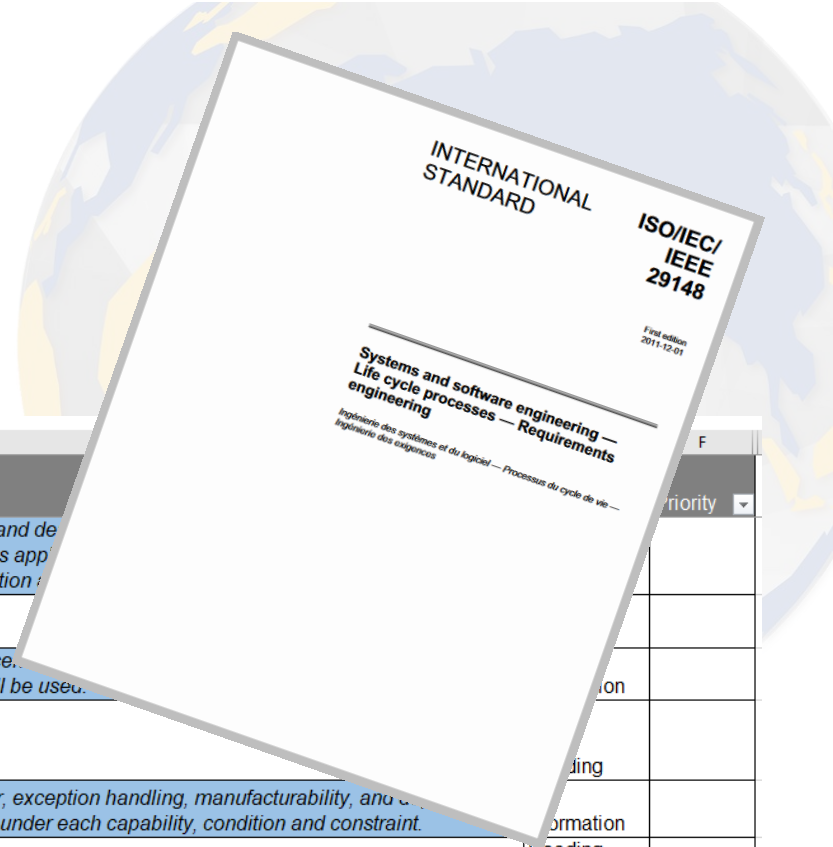 INTERNATIONAL
STANDARD
ISO/IEC/
IEEE
29148
First edition
2011-12-01
Systems and software engineering —
Life cycle processes — Requirements
engineering
Ingénierie des systèmes et du logiciel — Processus du cycle de vie —
Ingénierie des exigences
F
riority
and de
s app
tion
l be used.
ion
ding
r, exception handling, manufacturability, and
under each capability, condition and constraint.
ormation